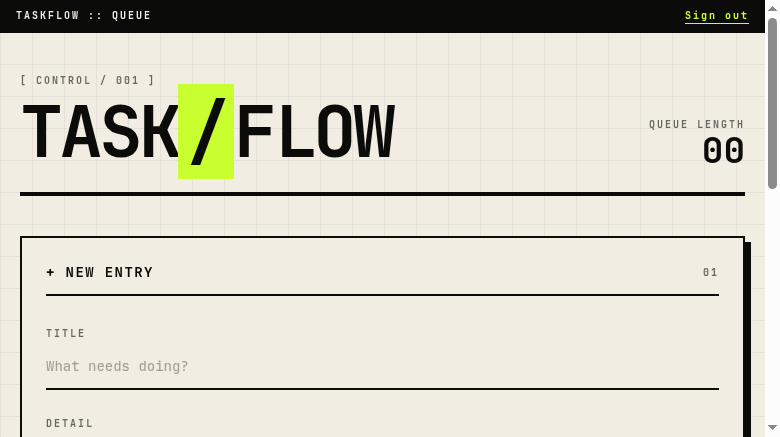 TASKFLOW :: QUEUE
Sign out
[ CONTROL / 001 ]
TASK/FLOW
QUEUE LENGTH
00
+ NEW ENTRY
01
TITLE
What needs doing?
DETAIL